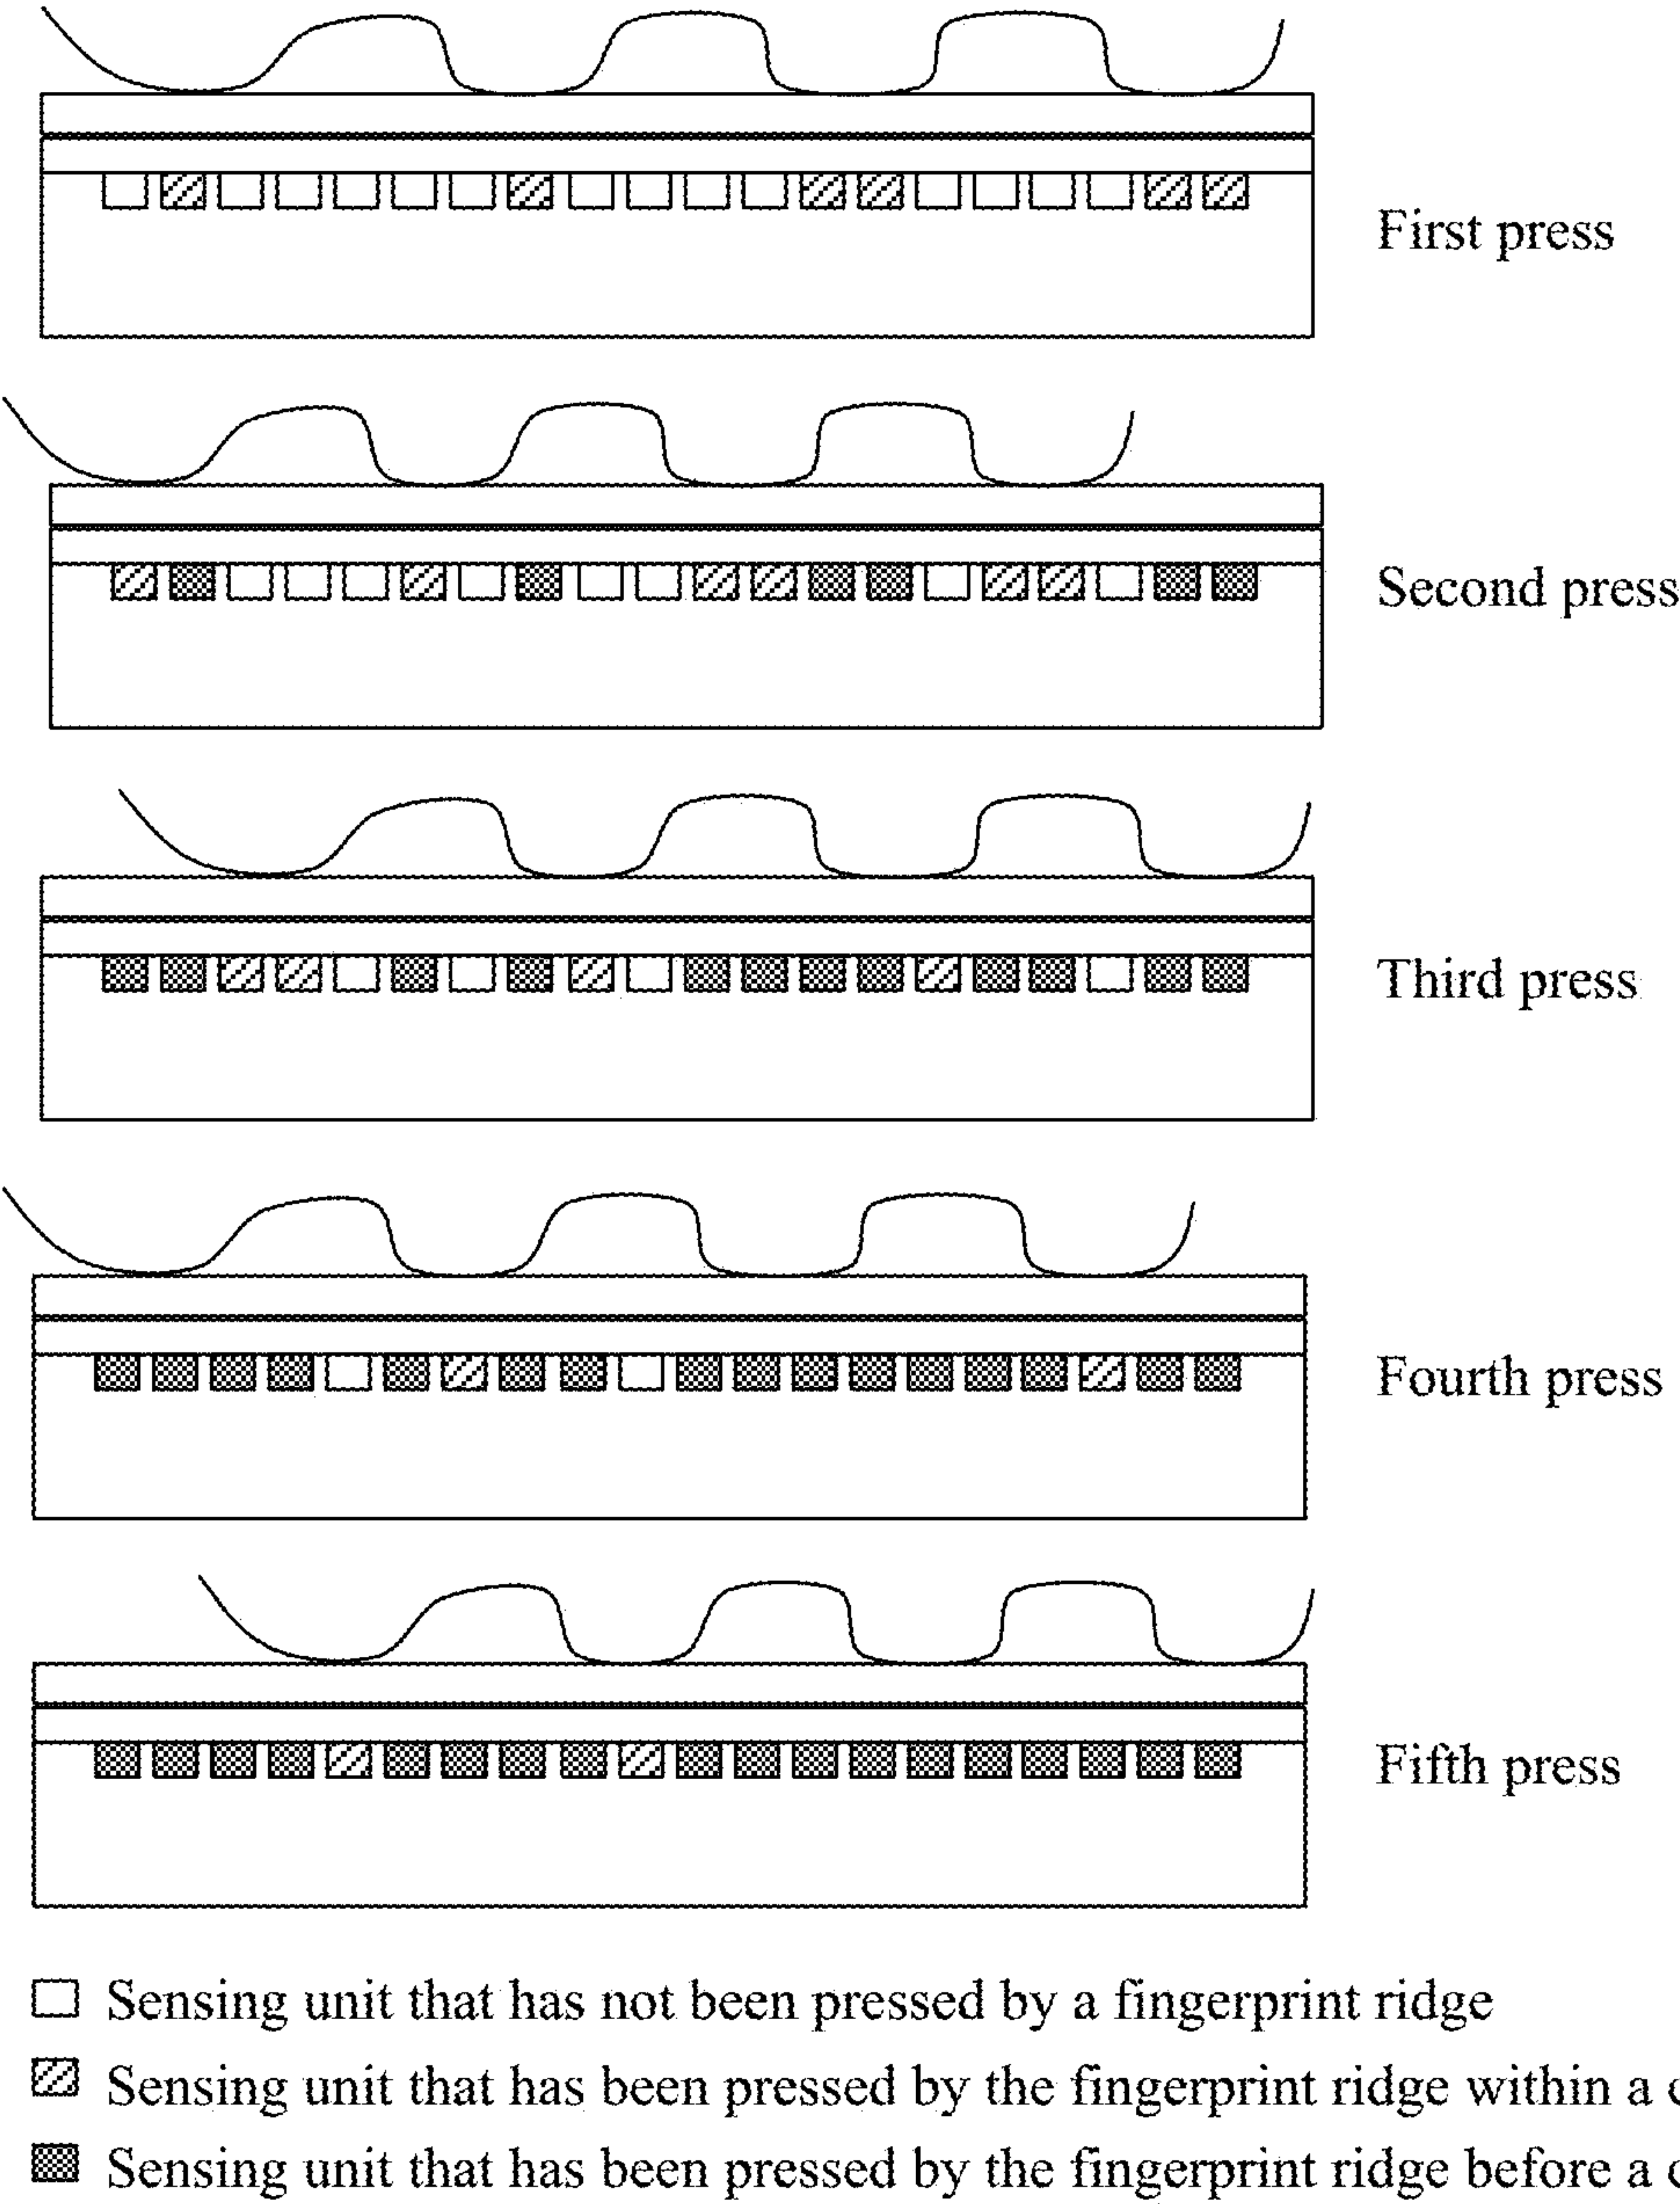 First press
Second press
Third press
Fourth press
Fifth press
Sensing unit that has not been pressed by a fingerprint ridge
Sensing unit that has been pressed by the fingerprint ridge within a
Sensing unit that has been pressed by the fingerprint ridge before a